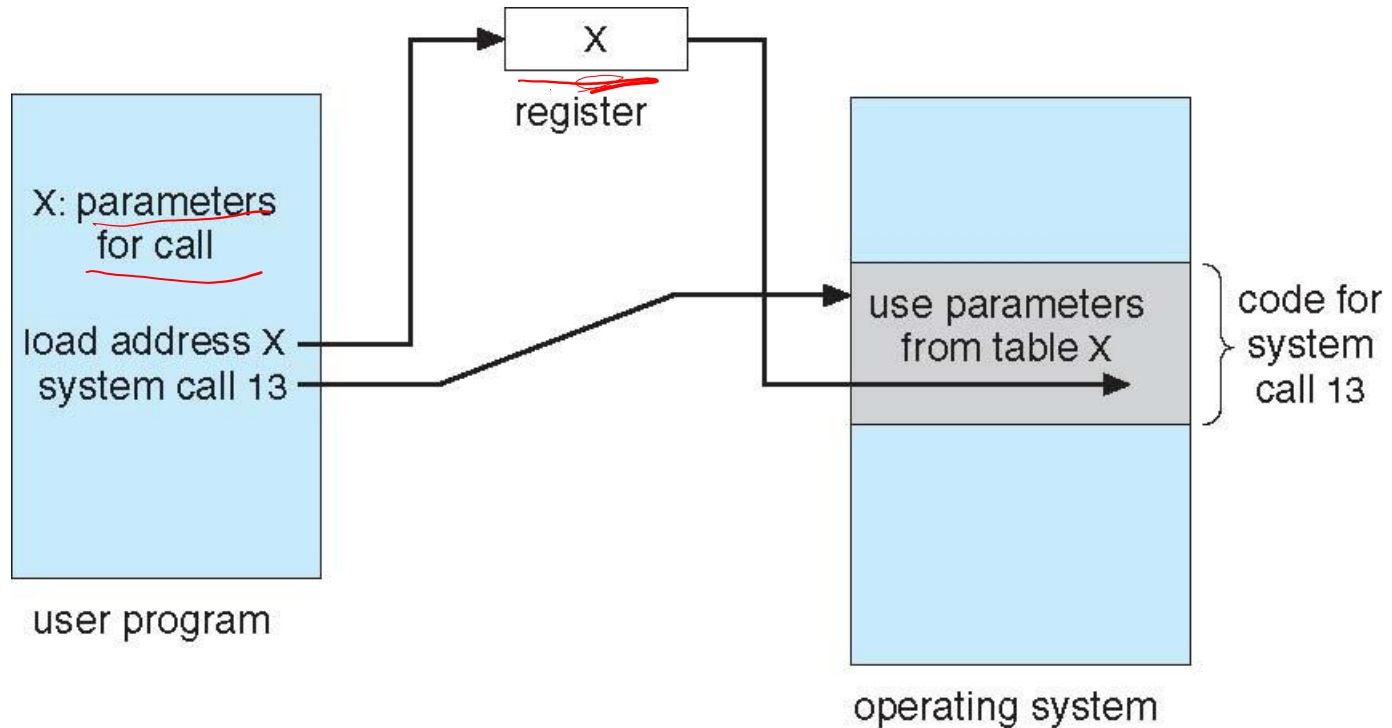 X
register
X: parameters
for call
load address X
system call 13
user program
use parameters
from table X
code for
system
call 13
operating system